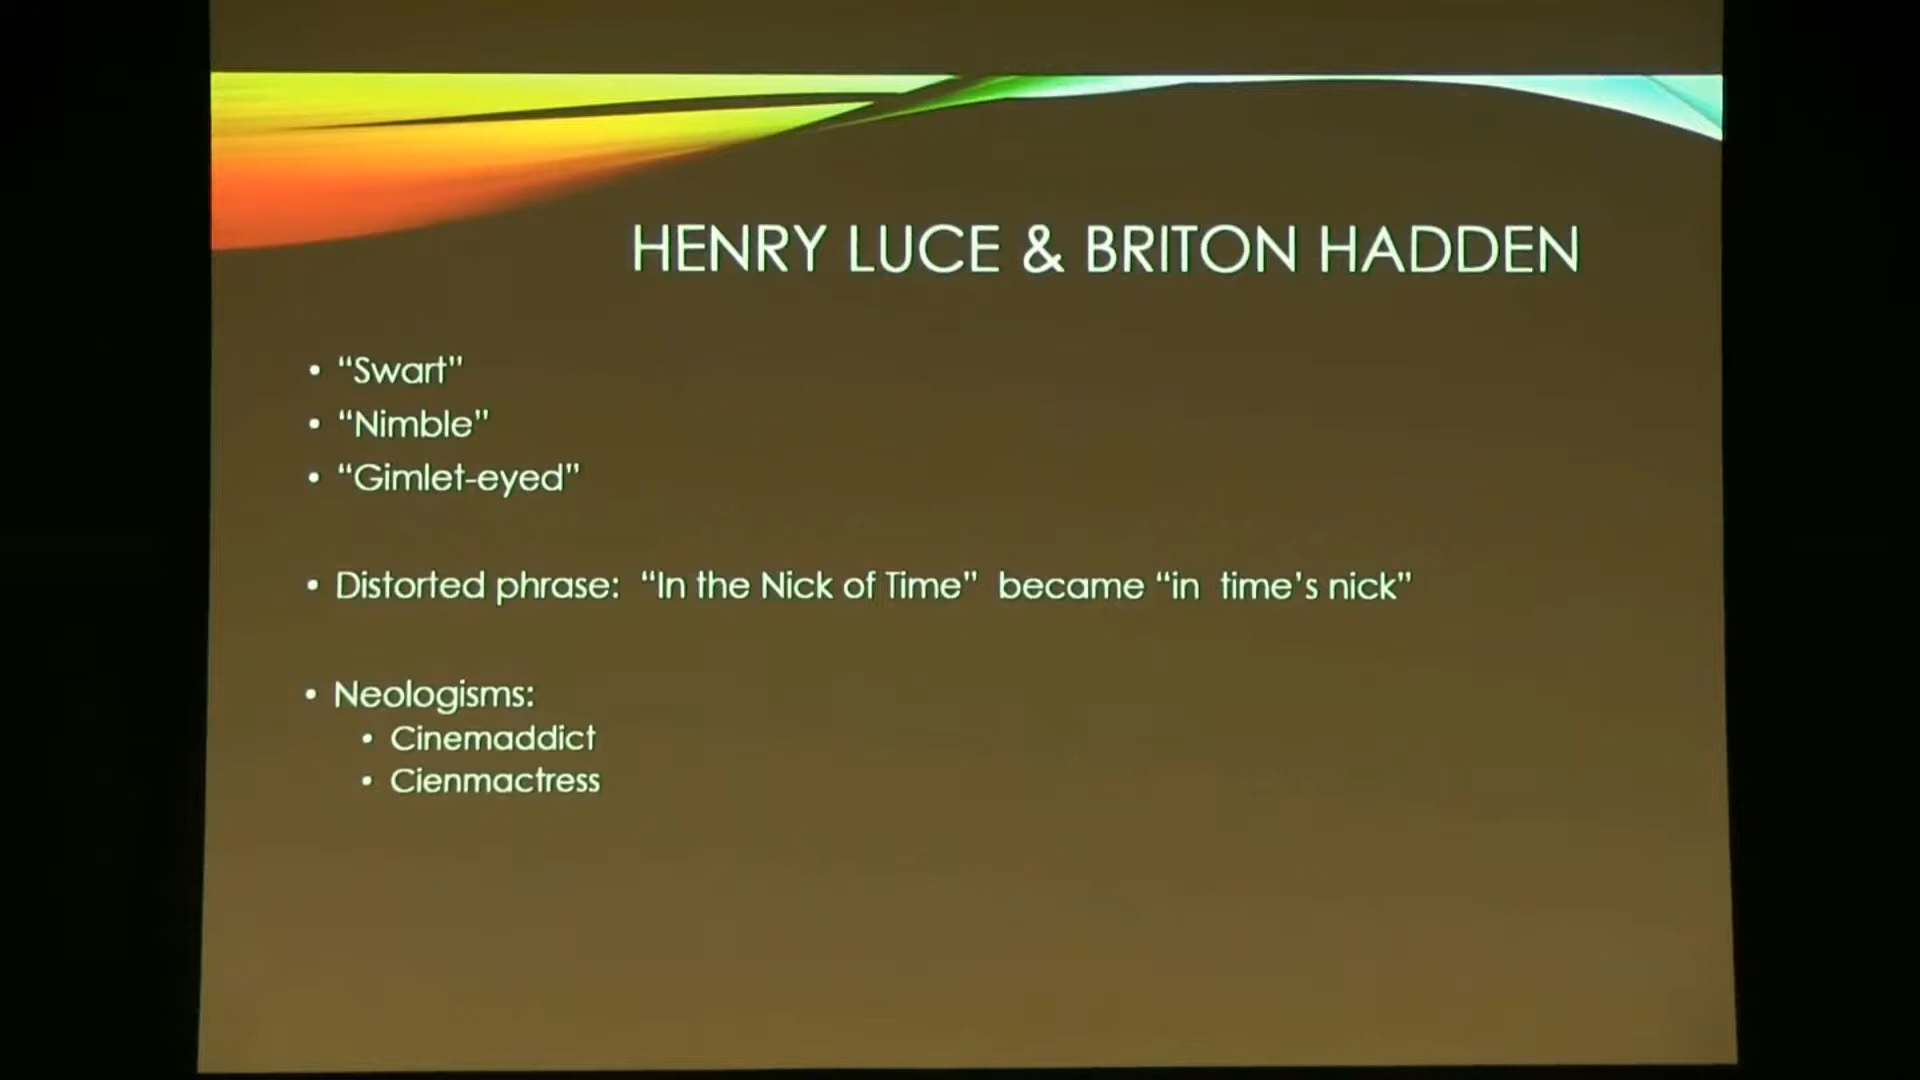 HENRY LUCE & BRITON HADDEN
• “Swart”
• “Nimble”
• “Gimlet-eyed”
• Distorted phrase: “In the Nick of Time” became “in time’s nick”
• Neologisms:
• Cinemaddict
• Cienmactress